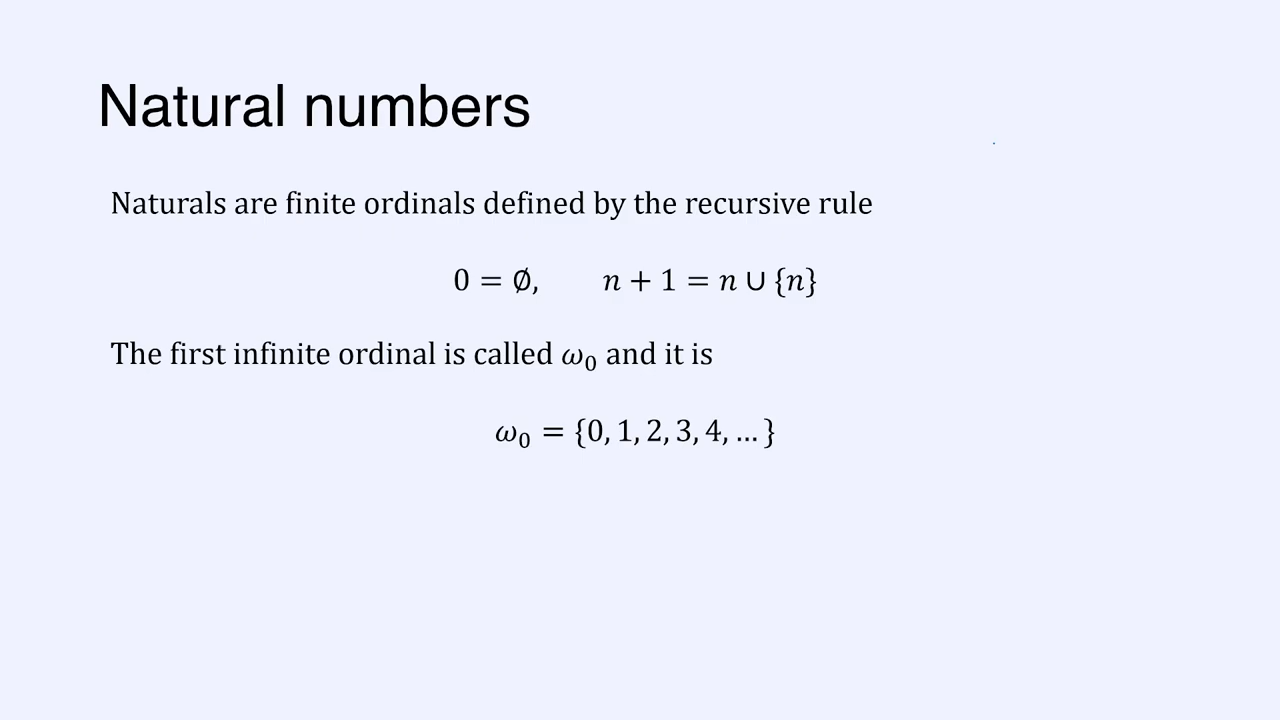 Natural numbers
Naturals are finite ordinals defined by the recursive rule
0 = ∅, n + 1 = n ∪ {n}
The first infinite ordinal is called ω₀ and it is
ω₀ = {0, 1, 2, 3, 4, … }